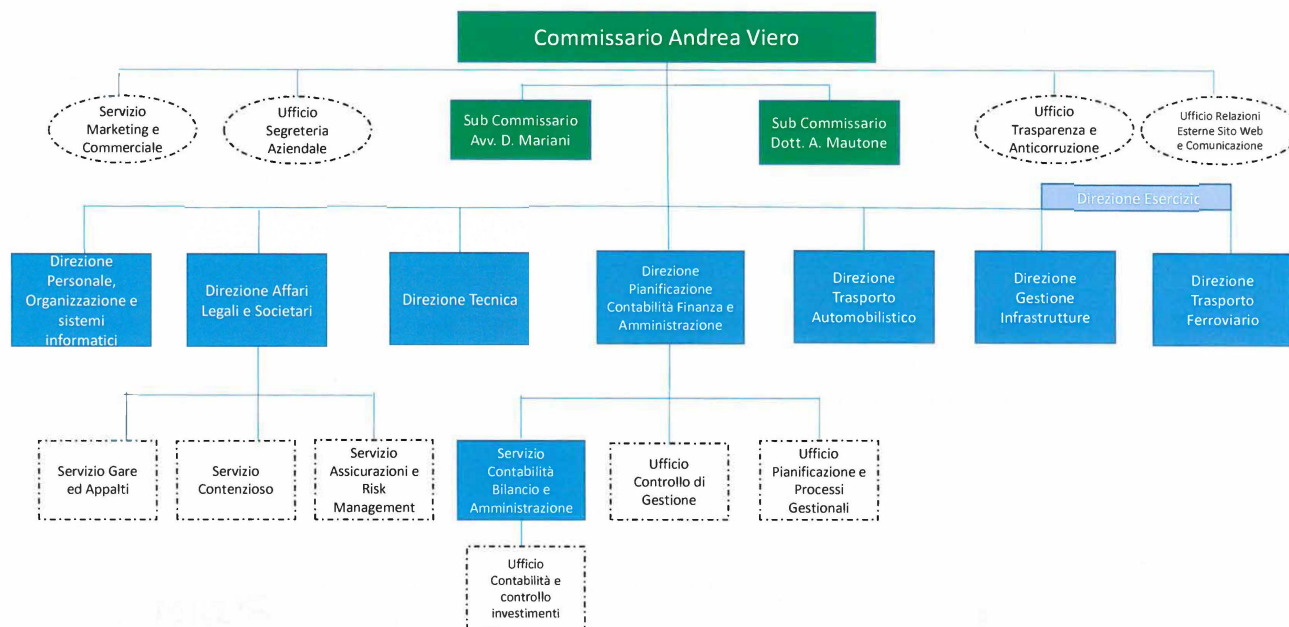 Commissario Andrea Viero
Servizio
Marketing e
Commerciale
Ufficio
Segreteria
Aziendale
Sub Commissario
Avv. D. Mariani
Sub Commissario
Dott. A. Mautone
Ufficio
Trasparenza e
Anticorruzione
Ufficio Relazioni
Esterne Sito Web
e Comunicazione
Direzione Esercizio
Direzione
Personale,
Organizzazione e
sistemi
informatici
Direzione Affari
Legali e Societari
Direzione Tecnica
Direzione
Pianificazione
Contabilità Finanza e
Amministrazione
Direzione
Trasporto
Automobilistico
Direzione
Gestione
Infrastrutture
Direzione
Trasporto
Ferroviario
Servizio Gare
ed Appalti
Servizio
Contenzioso
Servizio
Assicurazioni e
Risk
Management
Servizio
Contabilità
Bilancio e
Amministrazione
Ufficio
Controllo di
Gestione
Ufficio
Pianificazione e
Processi
Gestionali
Ufficio
Contabilità e
controllo
investimenti